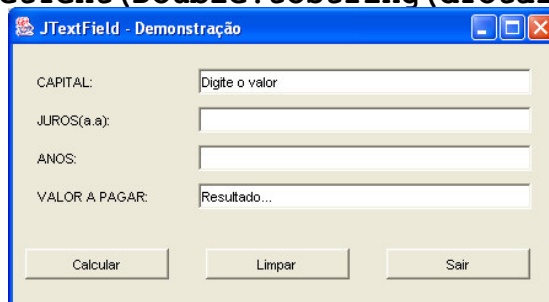 JTextField - Demonstração
CAPITAL: Digite o valor
JUROS(a.a):
ANOS:
VALOR A PAGAR: Resultado...
Calcular Limpar Sair